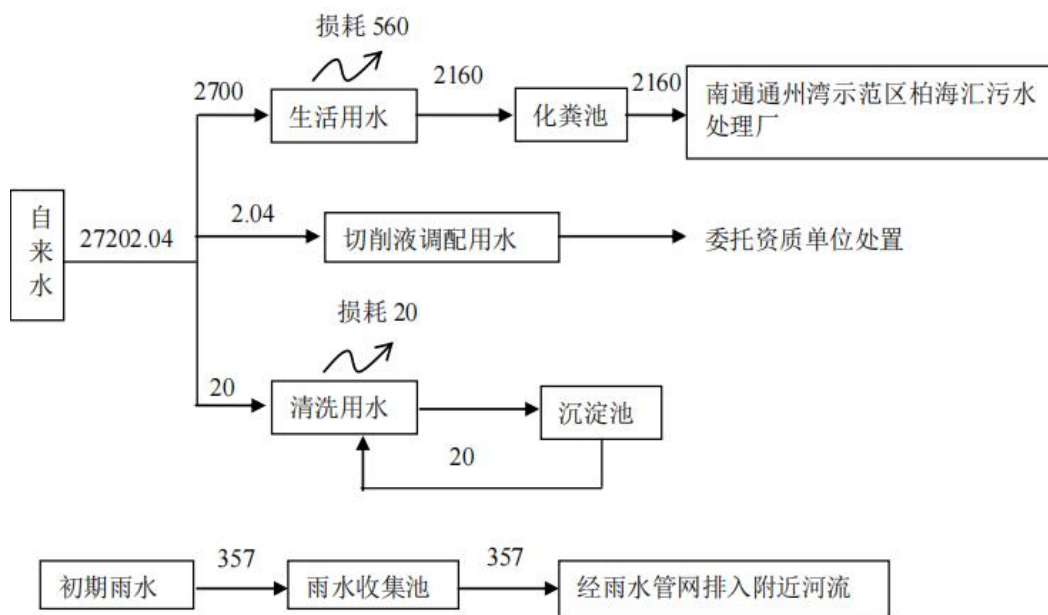 损耗 560
2700
2160
2160
生活用水
化粪池
南通通州湾示范区柏海汇污水
处理厂
自来水
27202.04
2.04
切削液调配用水
委托资质单位处置
损耗 20
20
清洗用水
沉淀池
20
初期雨水
357
雨水收集池
357
经雨水管网排入附近河流